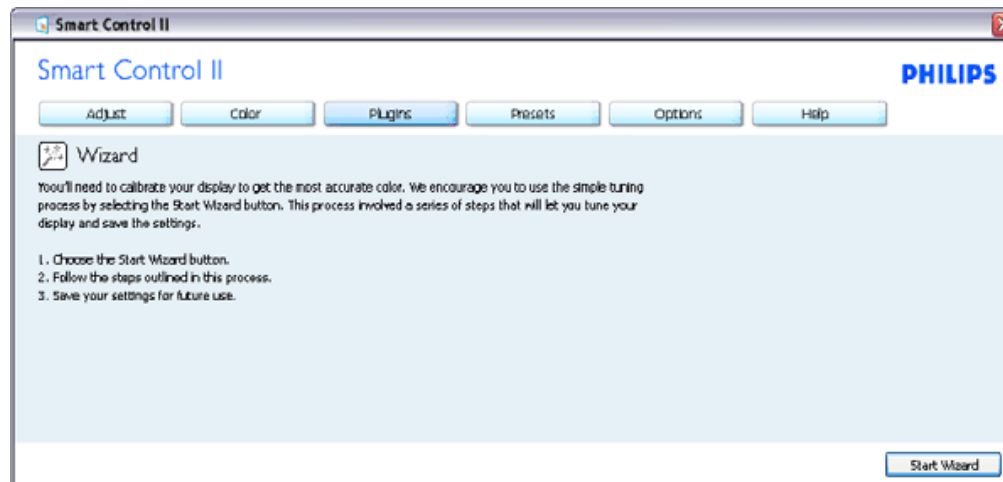 Smart Control II
Smart Control II
PHILIPS
Adjust Color Plugins Presets Options Help
Wizard
Yoou'll need to calibrate your display to get the most accurate color. We encourage you to use the simple tuning
process by selecting the Start Wizard button. This process involved a series of steps that will let you tune your
display and save the settings.
1. Choose the Start Wizard button.
2. Follow the steps outlined in this process.
3. Save your settings for future use.
Start Wizard